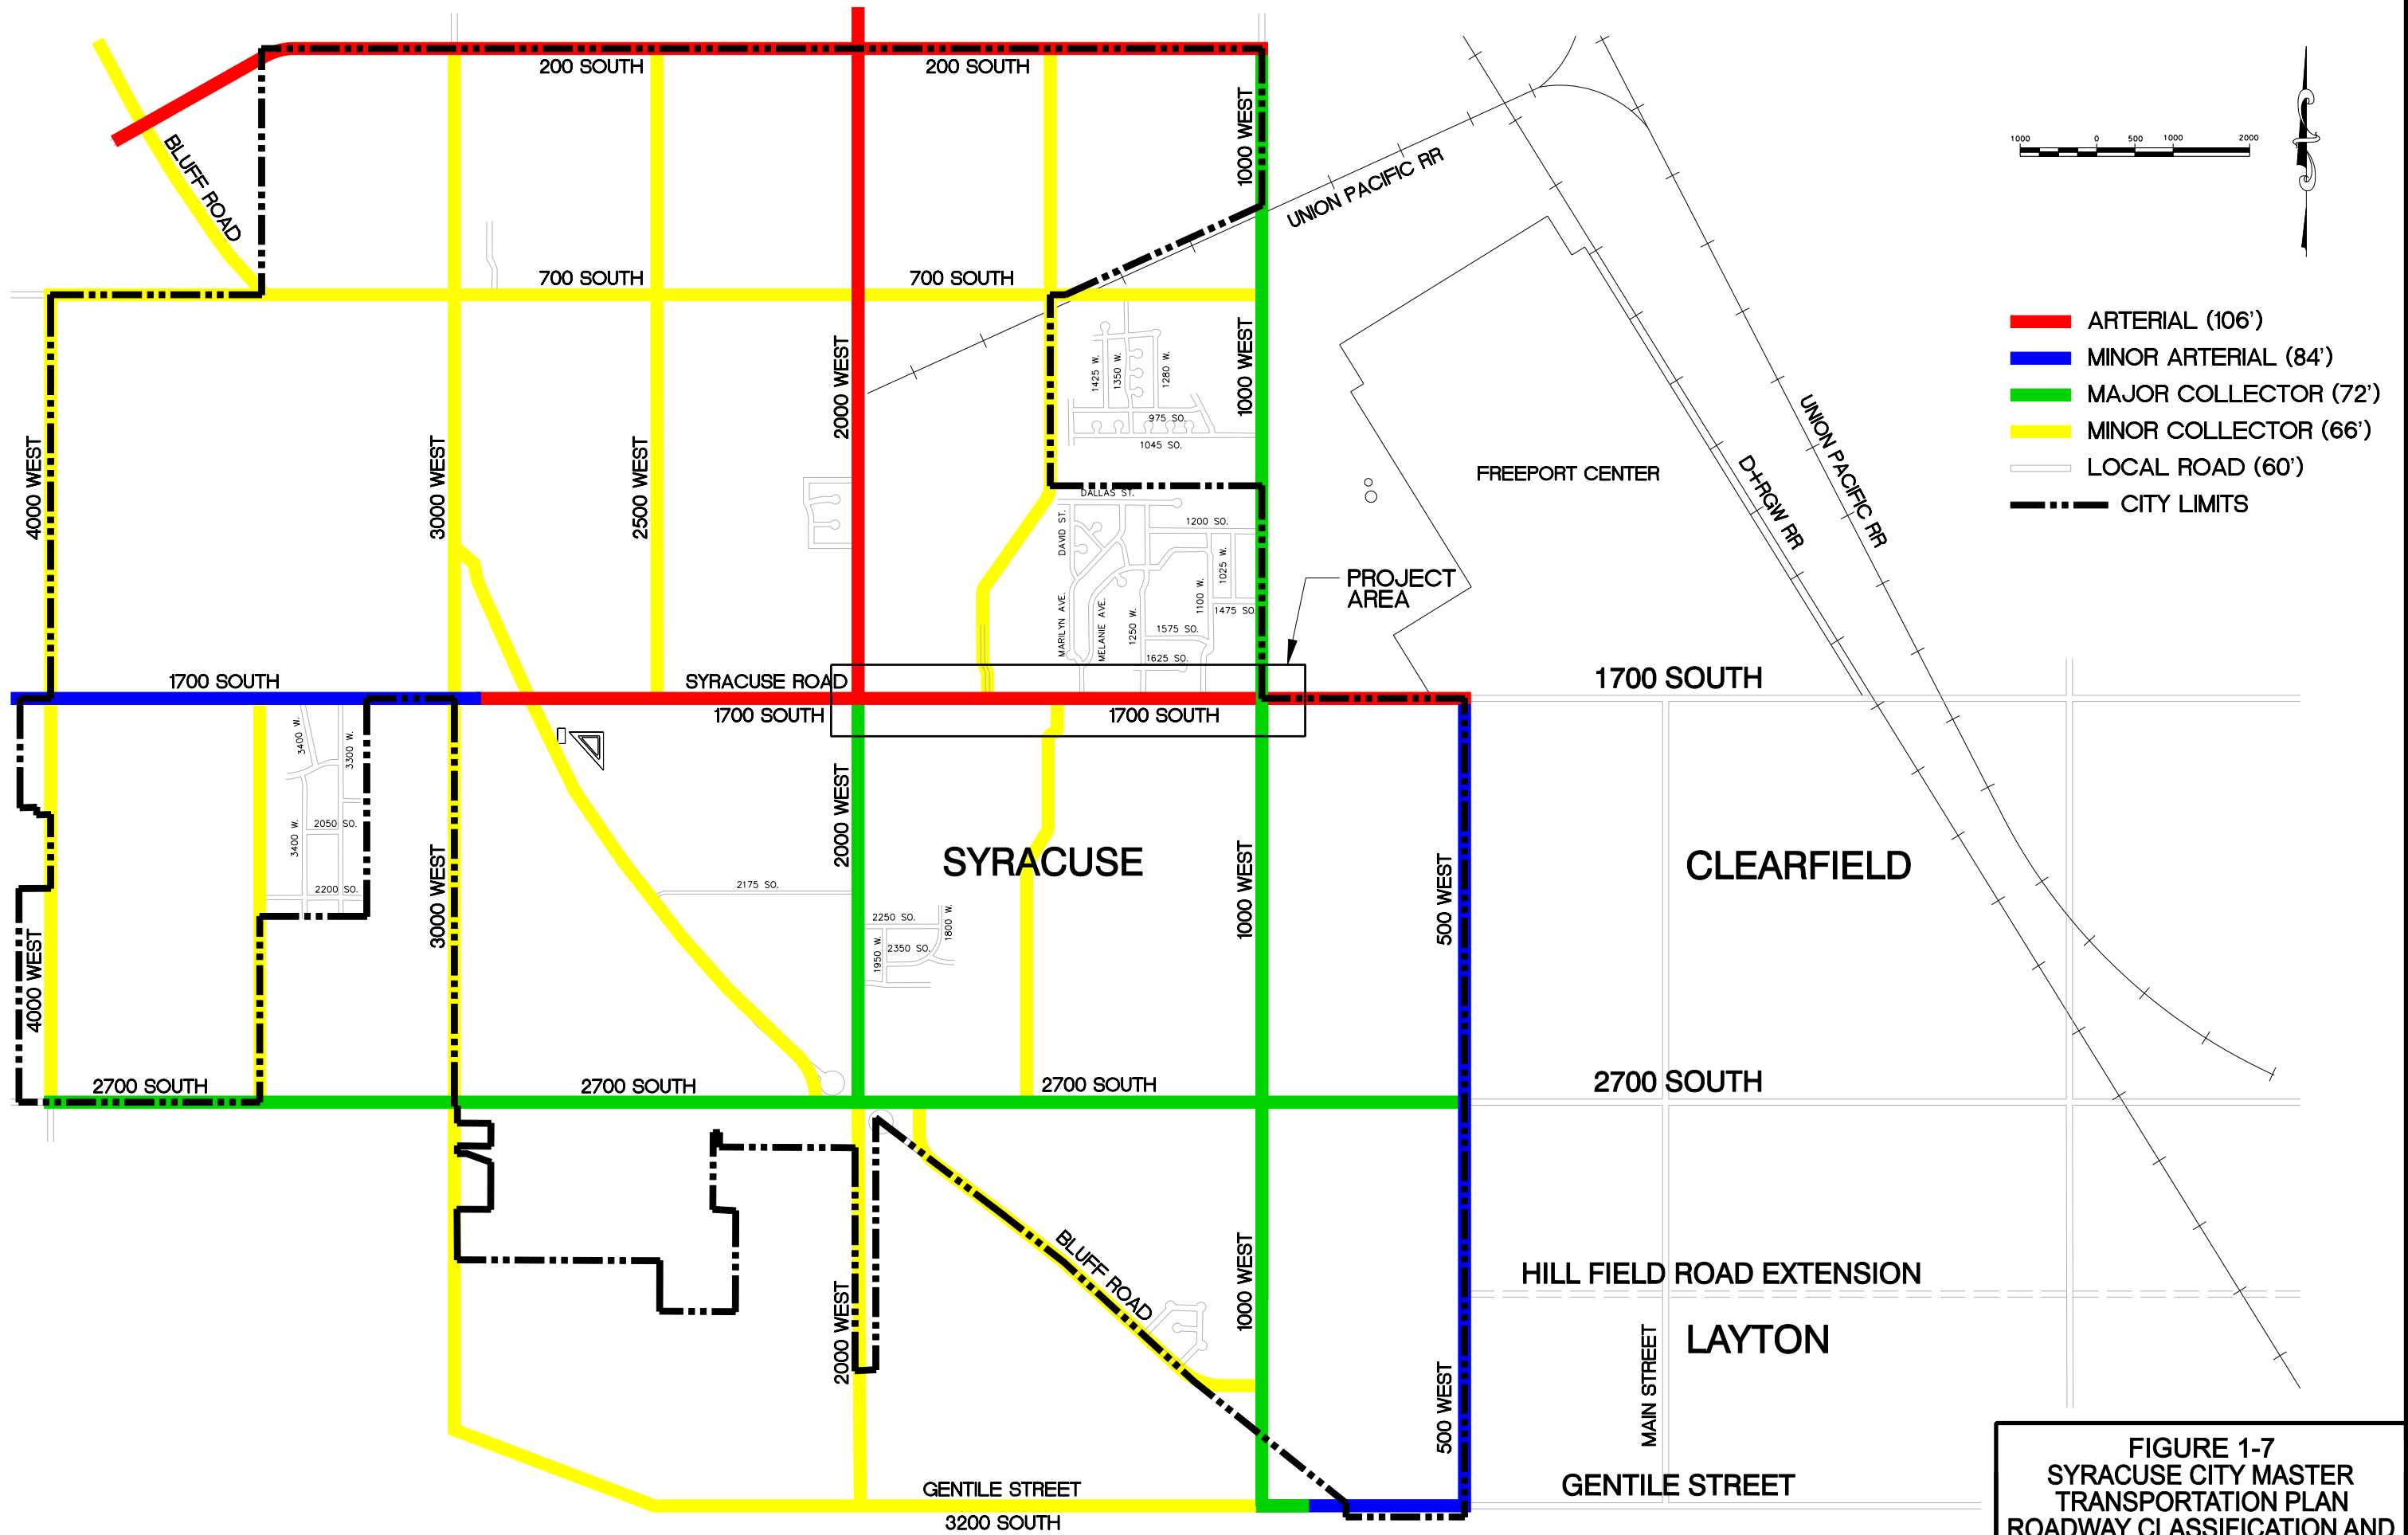 200 SOUTH
200 SOUTH
BLUFF ROAD
1000 WEST
UNION PACIFIC RR
1000
0
500
1000
2000
700 SOUTH
700 SOUTH
ARTERIAL (106')
MINOR ARTERIAL (84')
MAJOR COLLECTOR (72')
MINOR COLLECTOR (66')
LOCAL ROAD (60')
CITY LIMITS
4000 WEST
3000 WEST
2500 WEST
2000 WEST
1000 WEST
1425 W.
1350 W.
1280 W.
975 SO.
1045 SO.
FREEPORT CENTER
D+RGW RR
UNION PACIFIC RR
DALLAS ST.
DAVID ST.
1200 SO.
1025 W.
1100 W.
1475 SO.
MARILYN AVE.
MELANIE AVE.
1250 W.
1575 SO.
1625 SO.
PROJECT
AREA
1700 SOUTH
SYRACUSE ROAD
1700 SOUTH
1700 SOUTH
1700 SOUTH
3400 W.
3300 W.
3400 W.
2050 SO.
2200 SO.
4000 WEST
3000 WEST
2000 WEST
SYRACUSE
1000 WEST
500 WEST
CLEARFIELD
2175 SO.
2250 SO.
1800 W.
1950 W.
2350 SO.
2700 SOUTH
2700 SOUTH
2700 SOUTH
2700 SOUTH
BLUFF ROAD
2000 WEST
1000 WEST
500 WEST
HILL FIELD ROAD EXTENSION
LAYTON
MAIN STREET
GENTILE STREET
3200 SOUTH
GENTILE STREET
FIGURE 1-7
SYRACUSE CITY MASTER
TRANSPORTATION PLAN
ROADWAY CLASSIFICATION AND